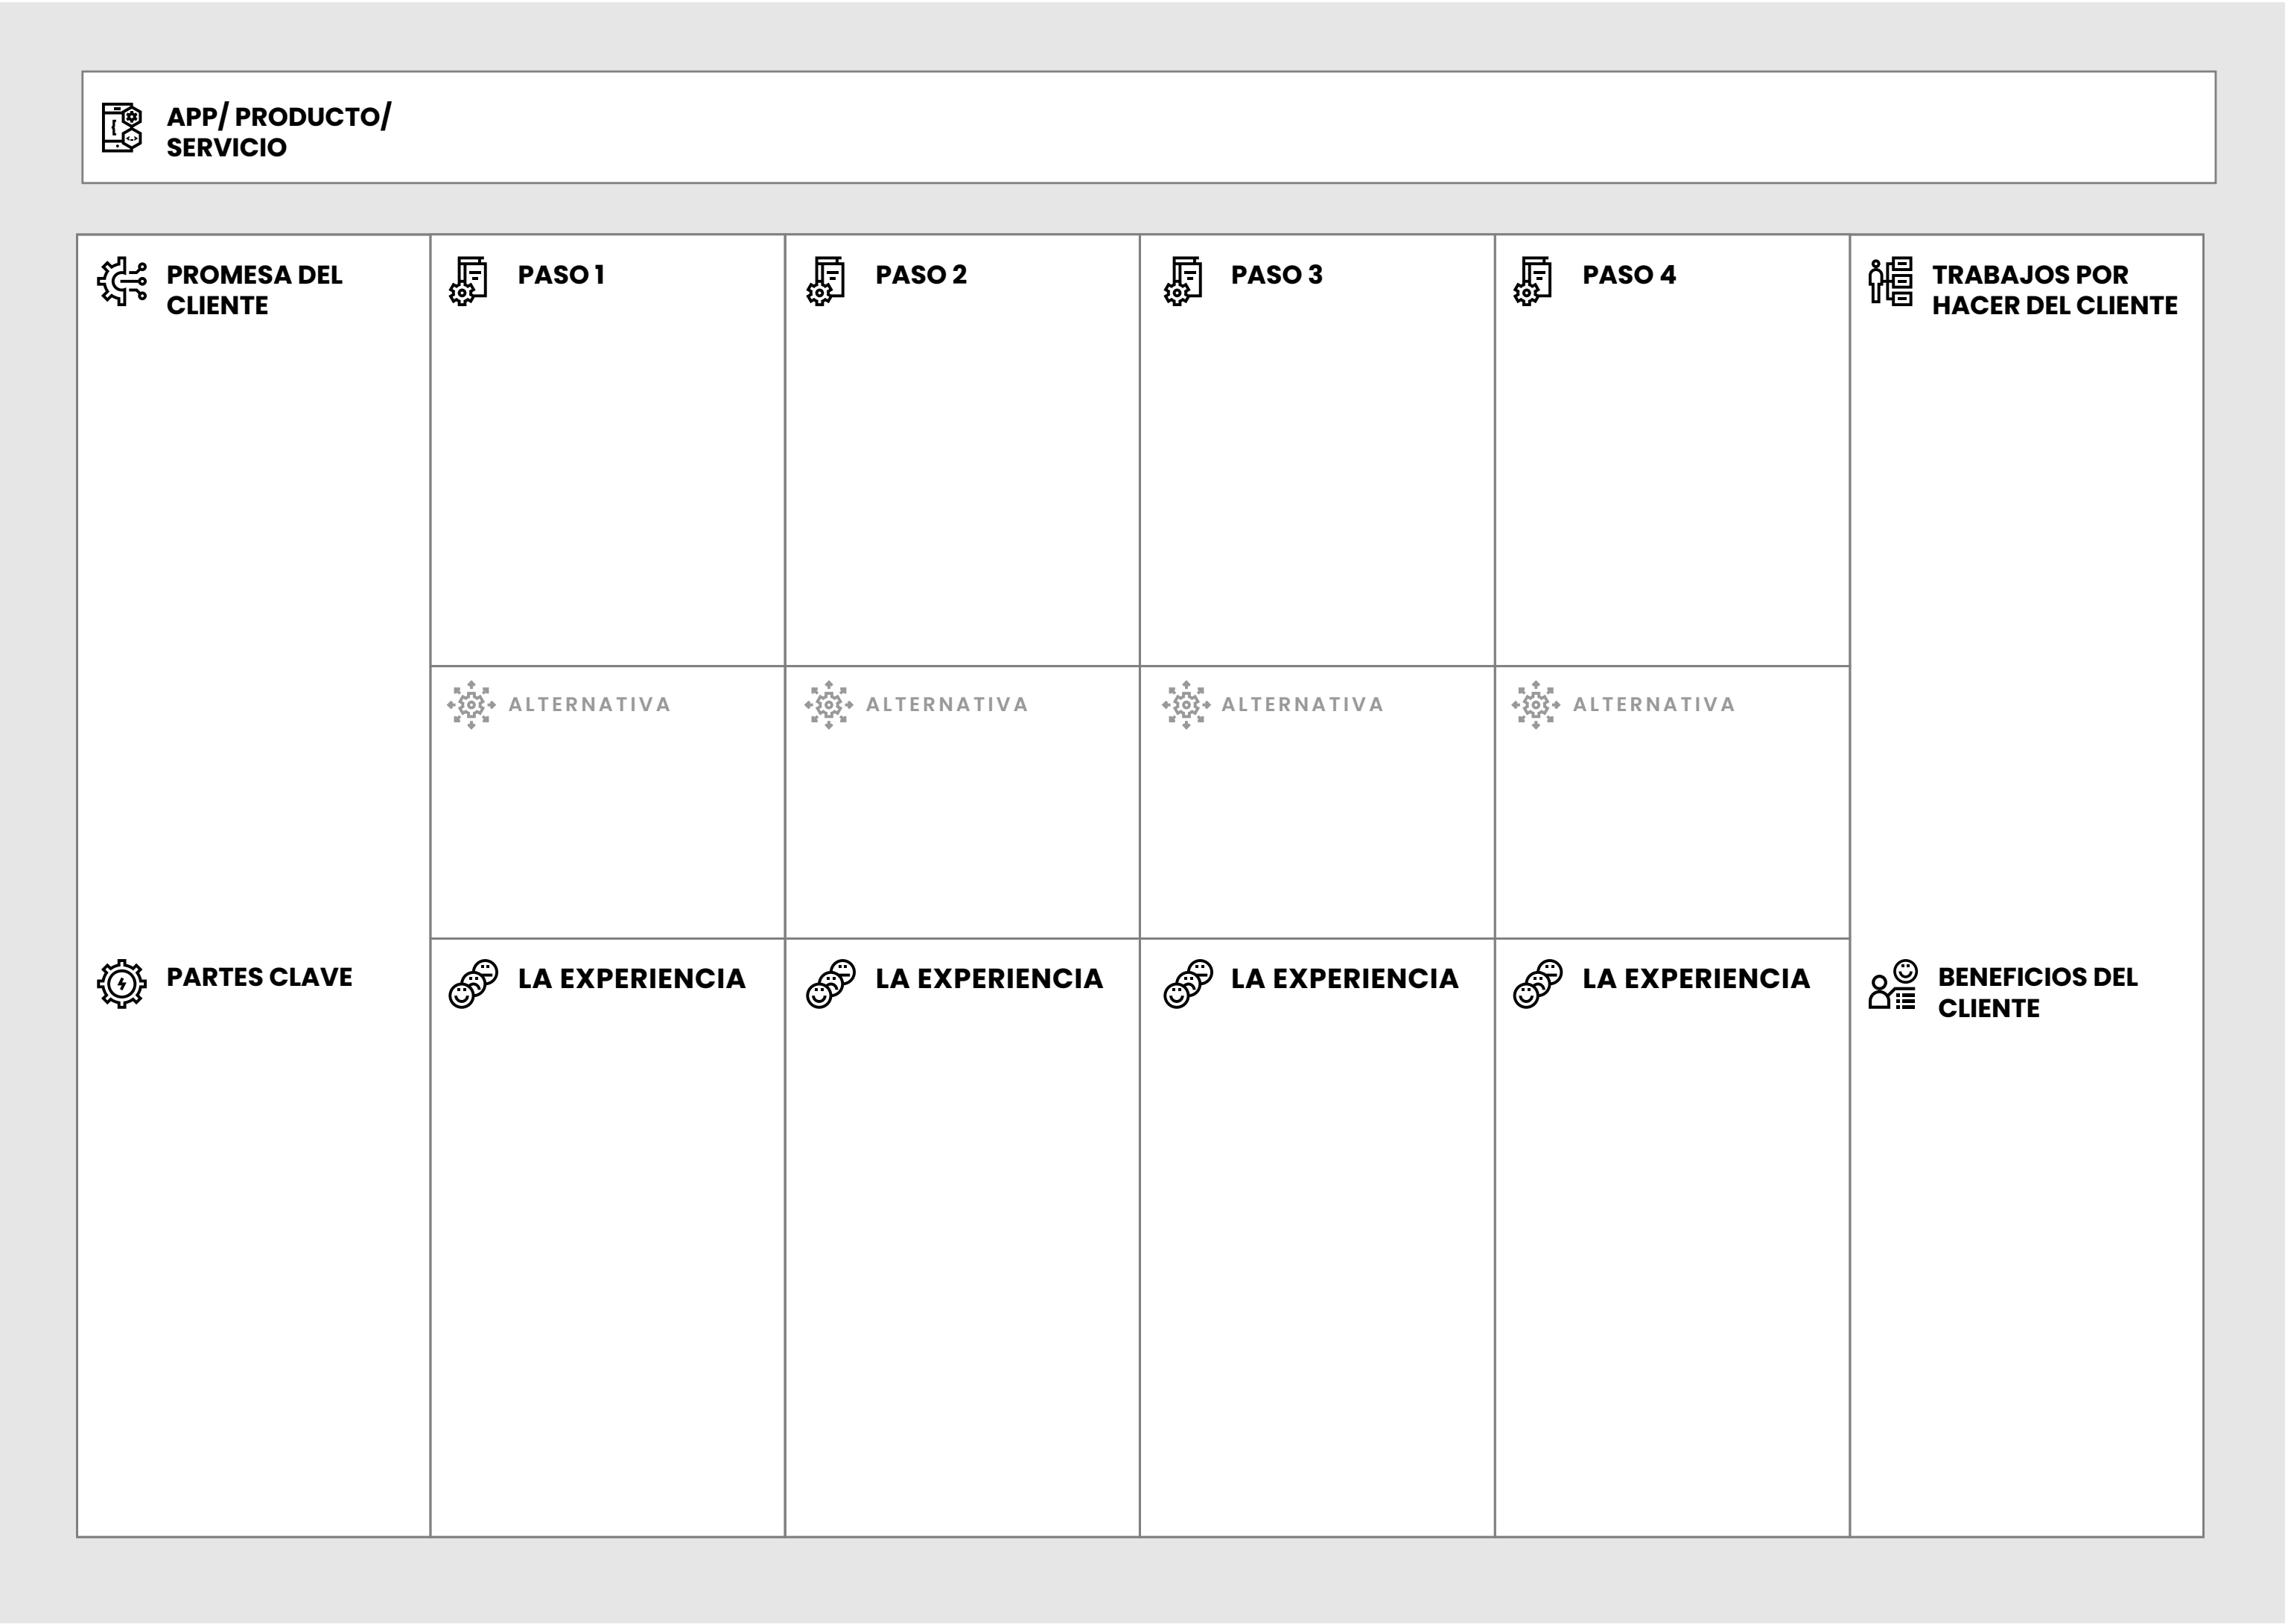 APP/ PRODUCTO/
SERVICIO
PROMESA DEL
CLIENTE
PASO 1
PASO 2
PASO 3
PASO 4
TRABAJOS POR
HACER DEL CLIENTE
ALTERNATIVA
ALTERNATIVA
ALTERNATIVA
ALTERNATIVA
PARTES CLAVE
LA EXPERIENCIA
LA EXPERIENCIA
LA EXPERIENCIA
LA EXPERIENCIA
BENEFICIOS DEL
CLIENTE